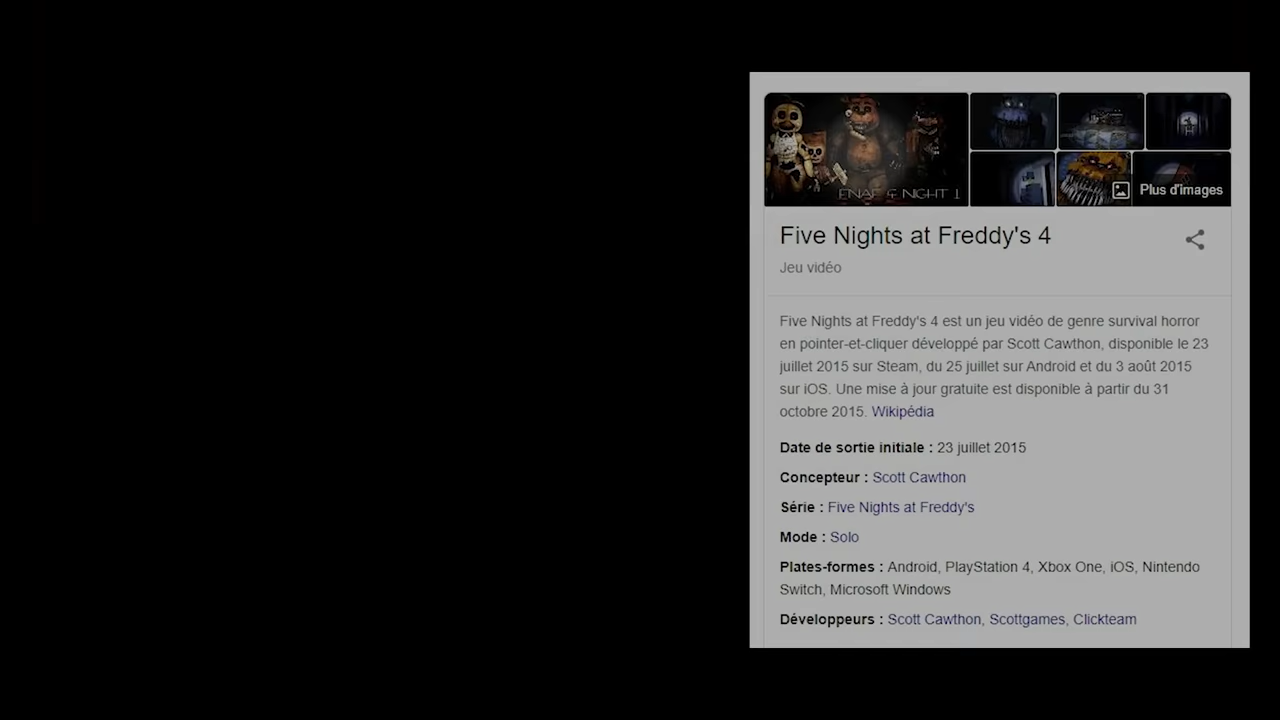 FNAF 4 NIGHT 1
Plus d'images
Five Nights at Freddy's 4
Jeu vidéo
Five Nights at Freddy's 4 est un jeu vidéo de genre survival horror
en pointer-et-cliquer développé par Scott Cawthon, disponible le 23
juillet 2015 sur Steam, du 25 juillet sur Android et du 3 août 2015
sur iOS. Une mise à jour gratuite est disponible à partir du 31
octobre 2015. Wikipédia
Date de sortie initiale : 23 juillet 2015
Concepteur : Scott Cawthon
Série : Five Nights at Freddy's
Mode : Solo
Plates-formes : Android, PlayStation 4, Xbox One, iOS, Nintendo
Switch, Microsoft Windows
Développeurs : Scott Cawthon, Scottgames, Clickteam